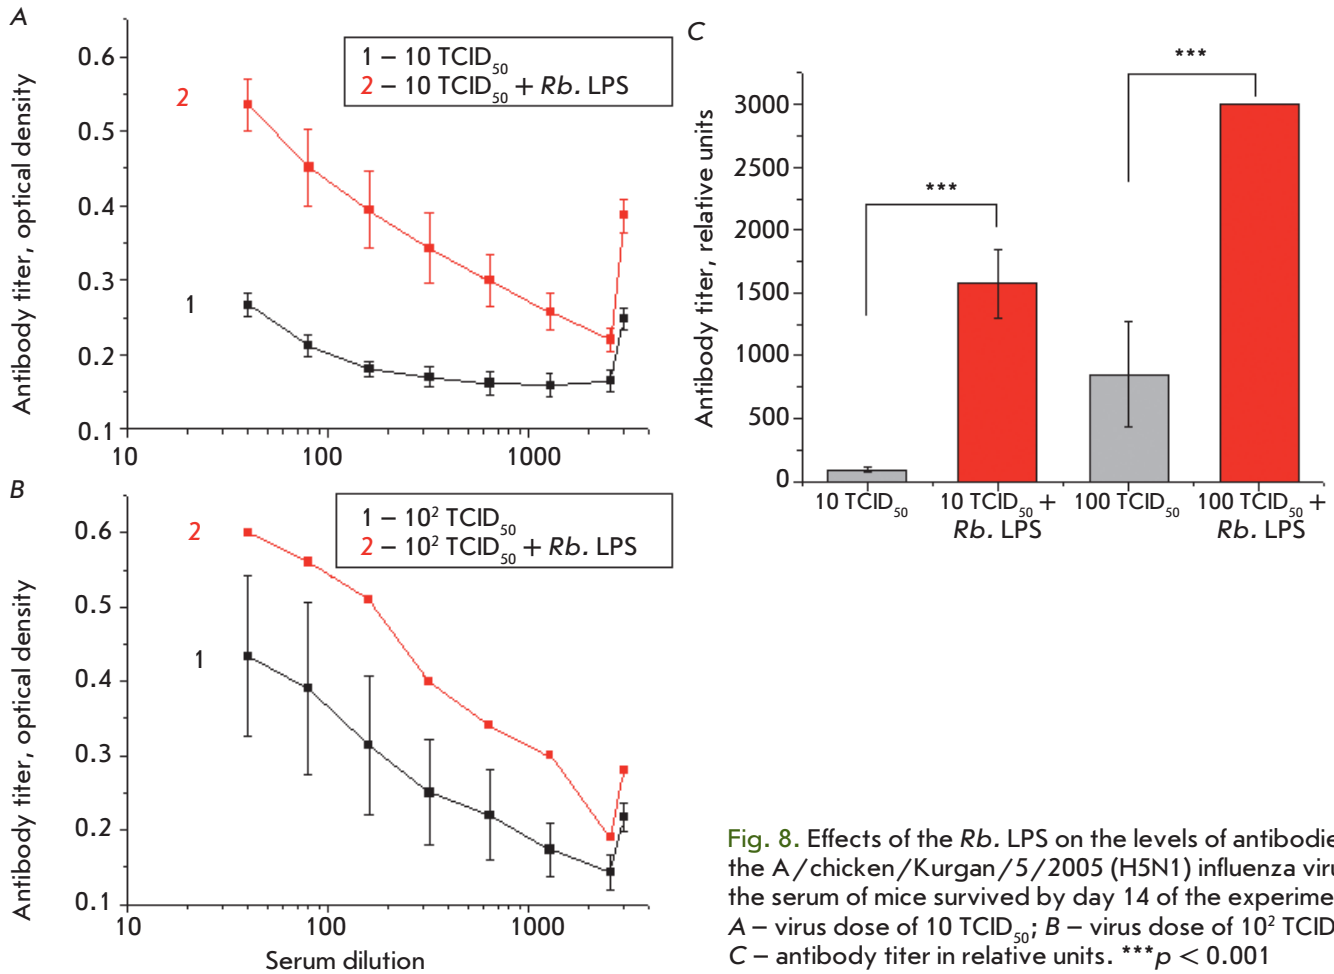 A
Antibody titer, optical density
0.6
0.5
0.4
0.3
0.2
0.1
10
100
1000
2
1
1 – 10 TCID₅₀
2 – 10 TCID₅₀ + Rb. LPS
B
Antibody titer, optical density
0.6
0.5
0.4
0.3
0.2
0.1
10
100
1000
2
1
1 – 10² TCID₅₀
2 – 10² TCID₅₀ + Rb. LPS
Serum dilution
C
Antibody titer, relative units
3000
2500
2000
1500
1000
500
0
***
***
10 TCID₅₀
10 TCID₅₀ +
Rb. LPS
100 TCID₅₀
100 TCID₅₀ +
Rb. LPS
Fig. 8. Effects of the Rb. LPS on the levels of antibodie
the A/chicken/Kurgan/5/2005 (H5N1) influenza viru
the serum of mice survived by day 14 of the experime
A – virus dose of 10 TCID₅₀; B – virus dose of 10² TCID
C – antibody titer in relative units. ***p < 0.001